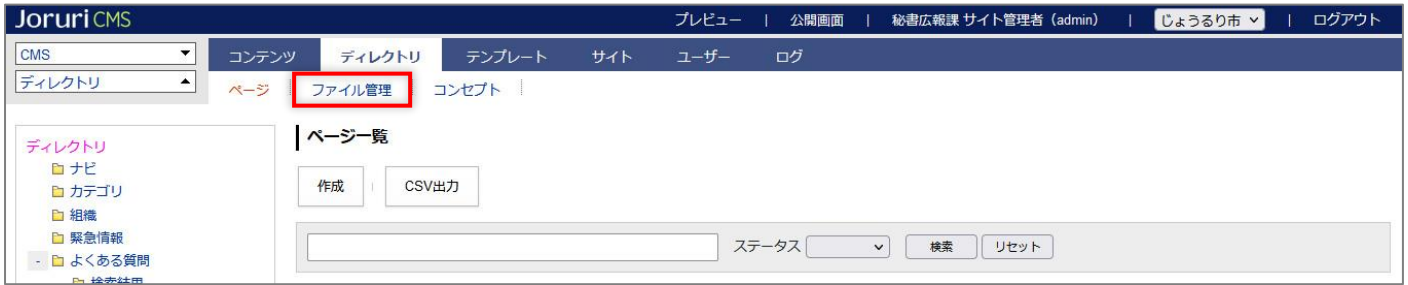 Joruri CMS プレビュー | 公開画面 | 秘書広報課 サイト管理者（admin） | じょうるり市 | ログアウト
CMS コンテンツ ディレクトリ テンプレート サイト ユーザー ログ
ディレクトリ ページ ファイル管理 コンセプト
ページ一覧
ディレクトリ
ナビ
作成 CSV出力
カテゴリ
組織
緊急情報
ステータス 検索 リセット
- よくある質問
検索結果